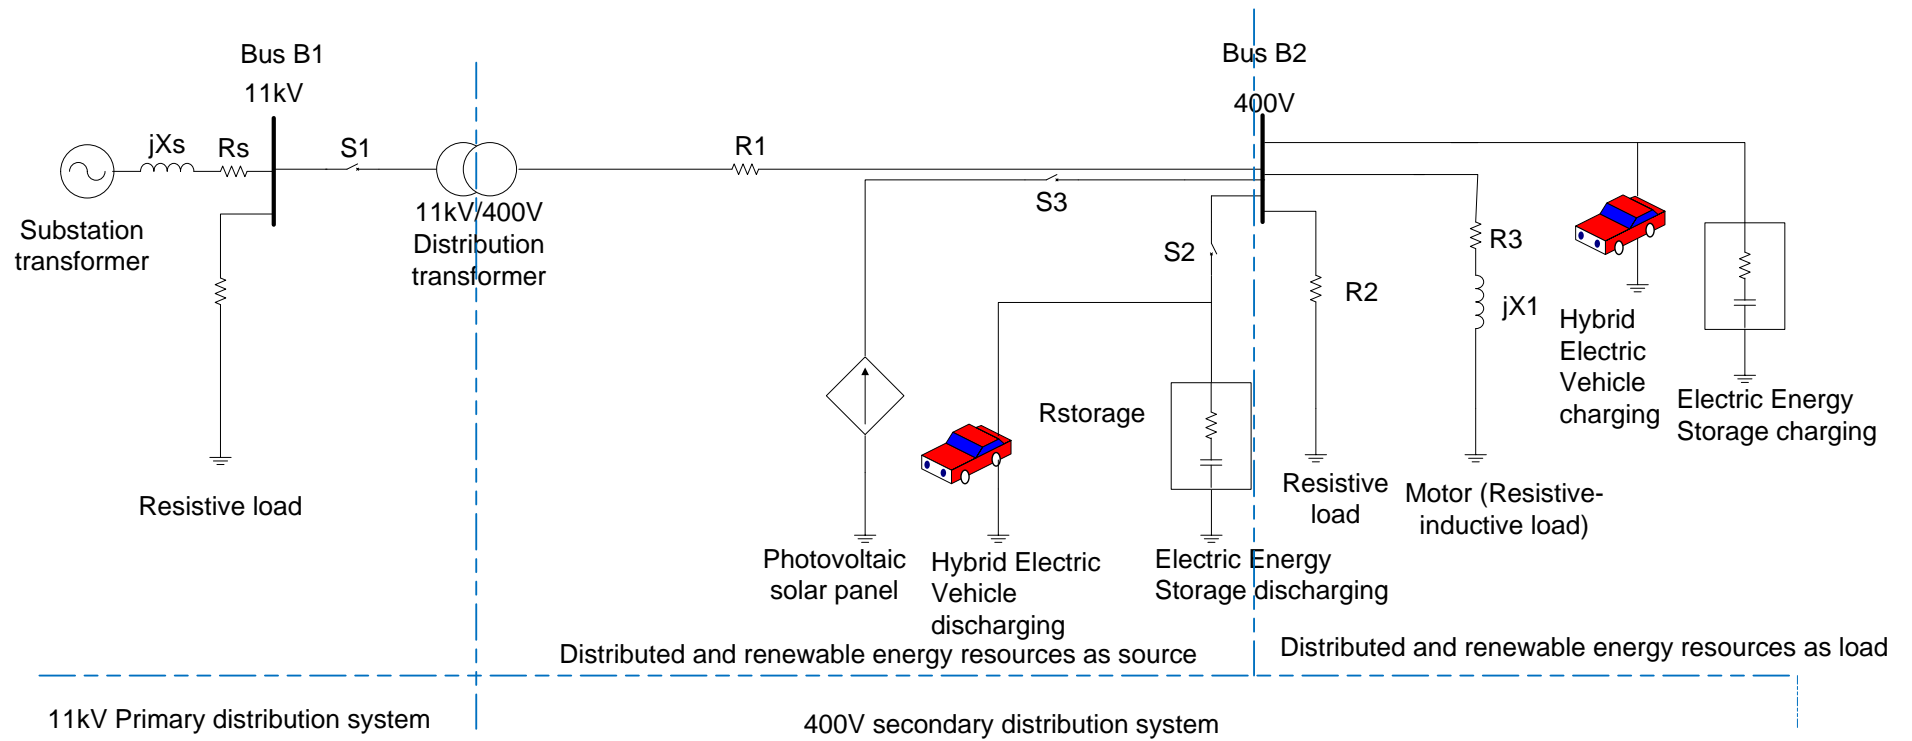 Bus B1
11kV
jXs
Rs
S1
Substation
transformer
11kV/400V
Distribution
transformer
Resistive load
R1
S3
S2
Bus B2
400V
Rstorage
R2
R3
jX1
Photovoltaic
solar panel
Hybrid Electric
Vehicle
discharging
Electric Energy
Storage discharging
Resistive
load
Motor (Resistive-
inductive load)
Hybrid
Electric
Vehicle
charging
Electric Energy
Storage charging
Distributed and renewable energy resources as source
Distributed and renewable energy resources as load
11kV Primary distribution system
400V secondary distribution system